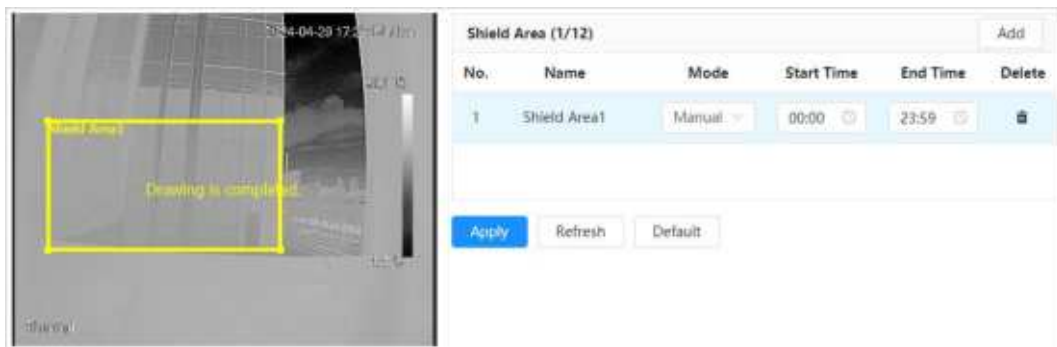 Shield Area (1/12)
Add
No. Name Mode Start Time End Time Delete
1 Shield Area1 Manual 00:00 23:59
Apply Refresh Default
Shield Area1
Drawing is completed.